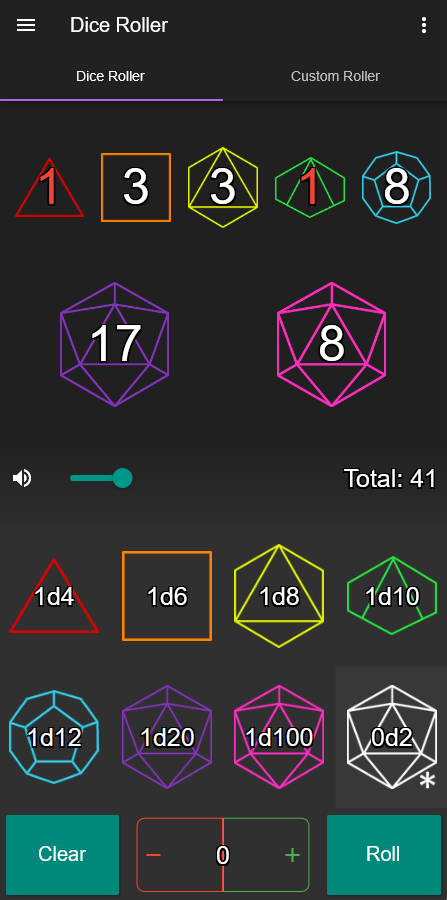 Dice Roller
Dice Roller Custom Roller
1 3 3 1 8
17 8
Total: 41
1d4 1d6 1d8 1d10
1d12 1d20 1d100 0d2
*
Clear − 0 + Roll